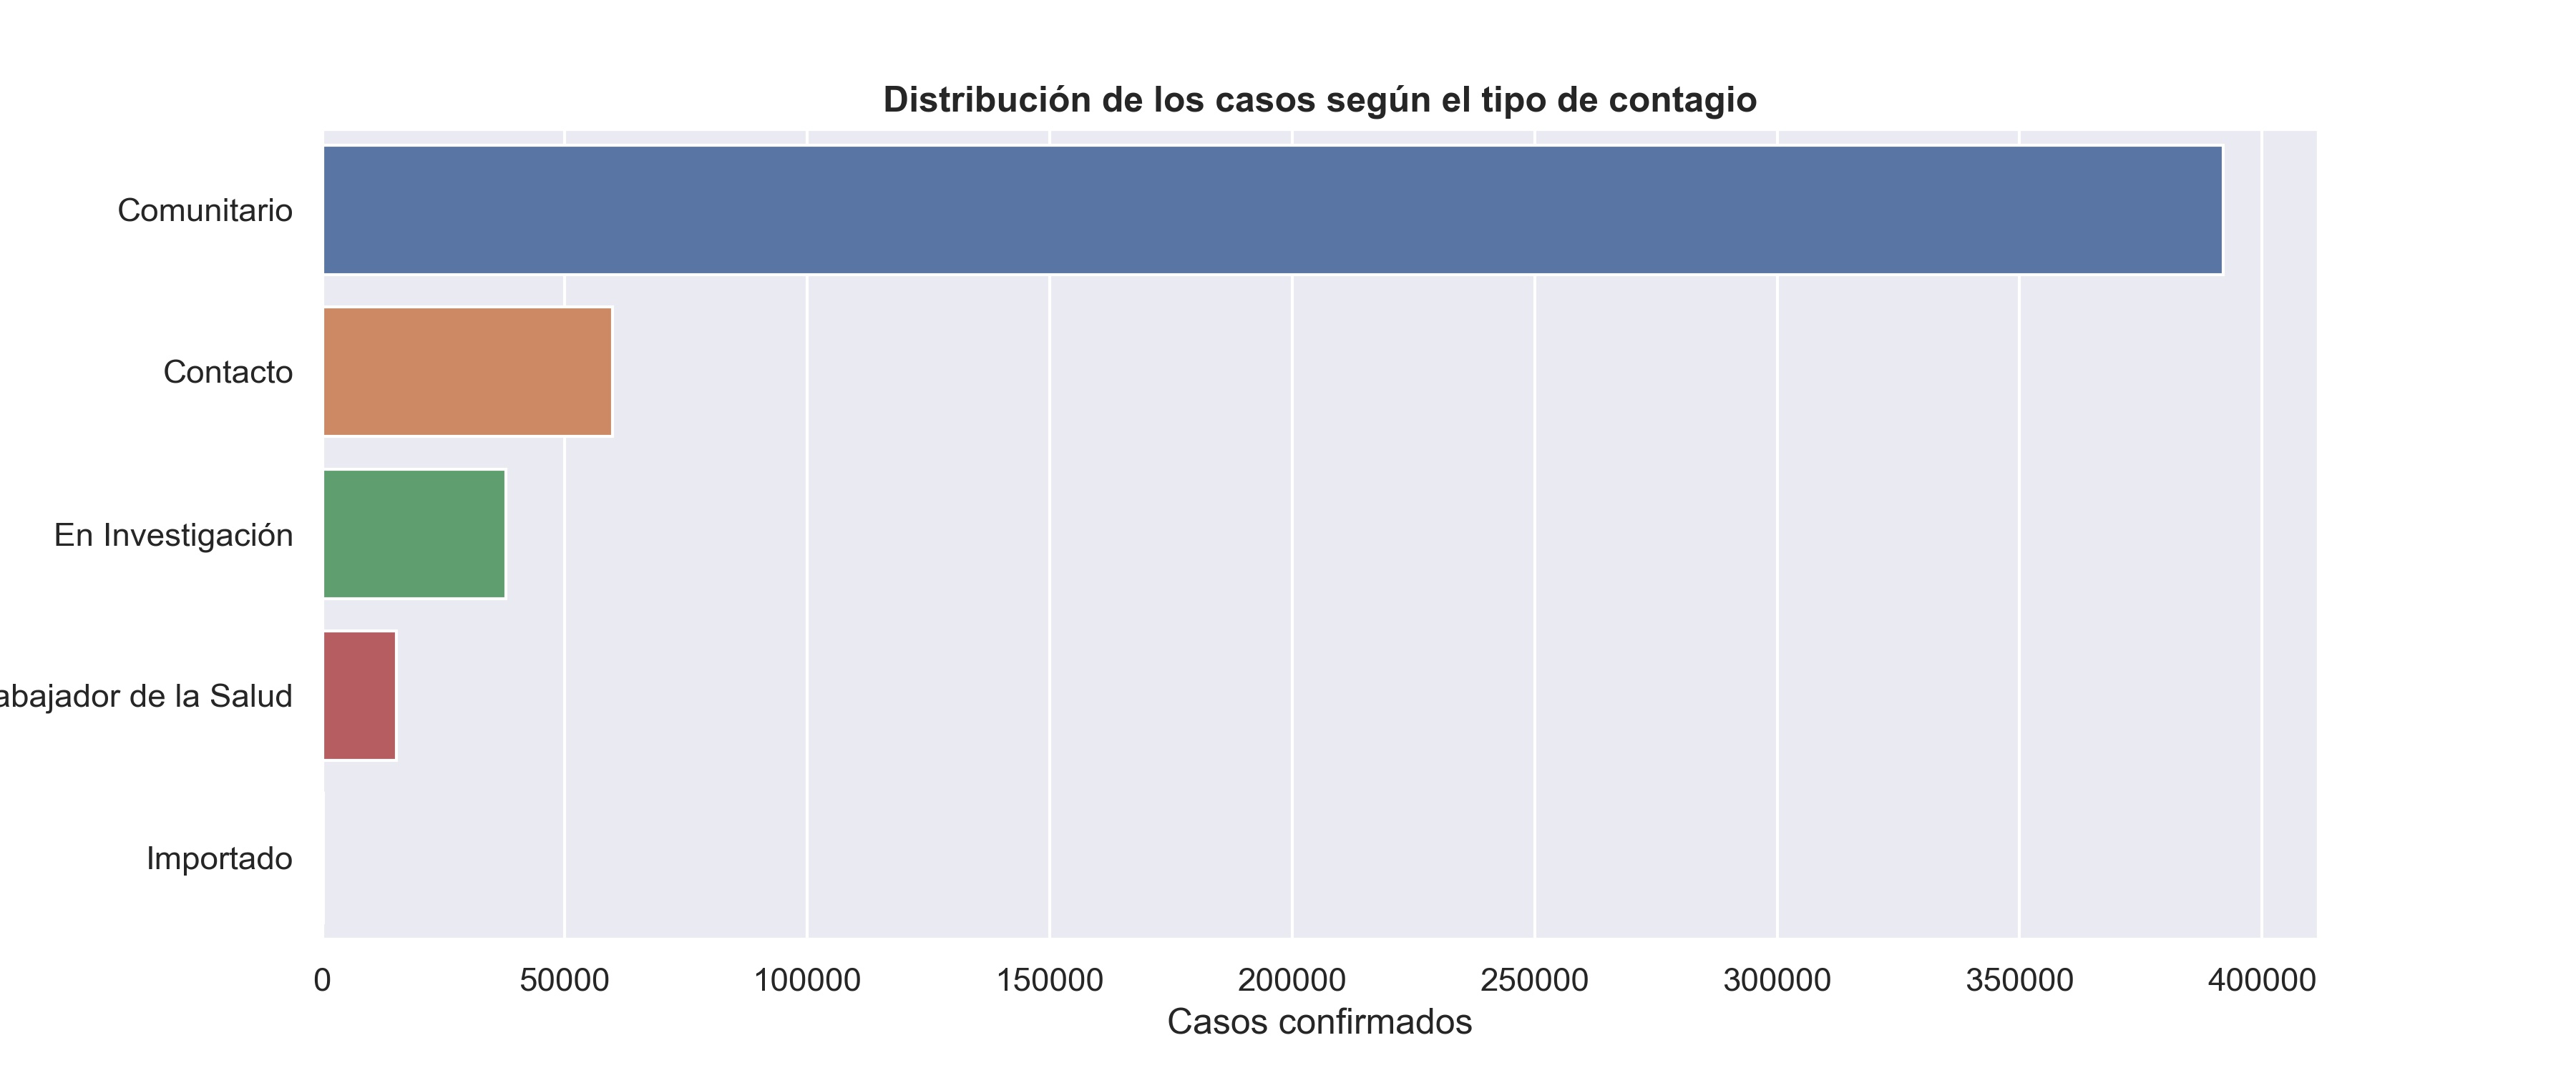 Distribución de los casos según el tipo de contagio
Comunitario
Contacto
En Investigación
abajador de la Salud
Importado
0 50000 100000 150000 200000 250000 300000 350000 400000
Casos confirmados